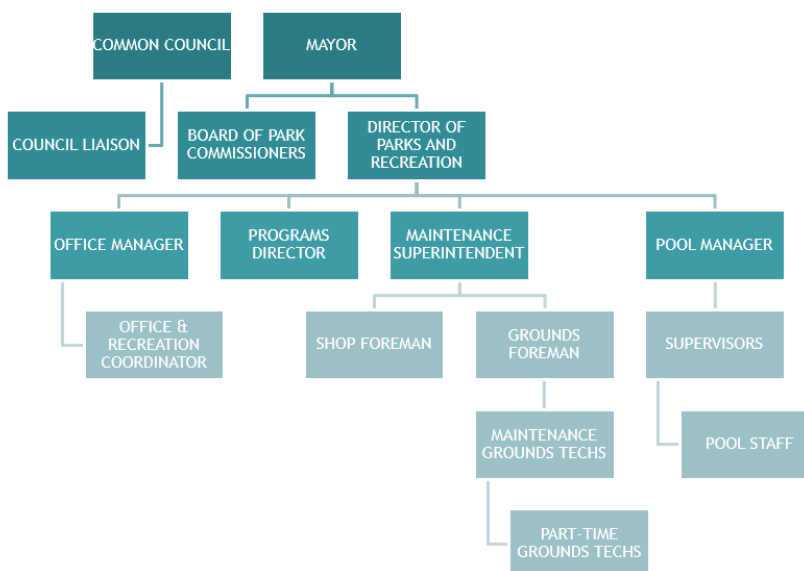 COMMON COUNCIL
MAYOR
COUNCIL LIAISON
BOARD OF PARK
COMMISSIONERS
DIRECTOR OF
PARKS AND
RECREATION
OFFICE MANAGER
PROGRAMS
DIRECTOR
MAINTENANCE
SUPERINTENDENT
POOL MANAGER
OFFICE &
RECREATION
COORDINATOR
SHOP FOREMAN
GROUNDS
FOREMAN
SUPERVISORS
MAINTENANCE
GROUNDS TECHS
POOL STAFF
PART-TIME
GROUNDS TECHS